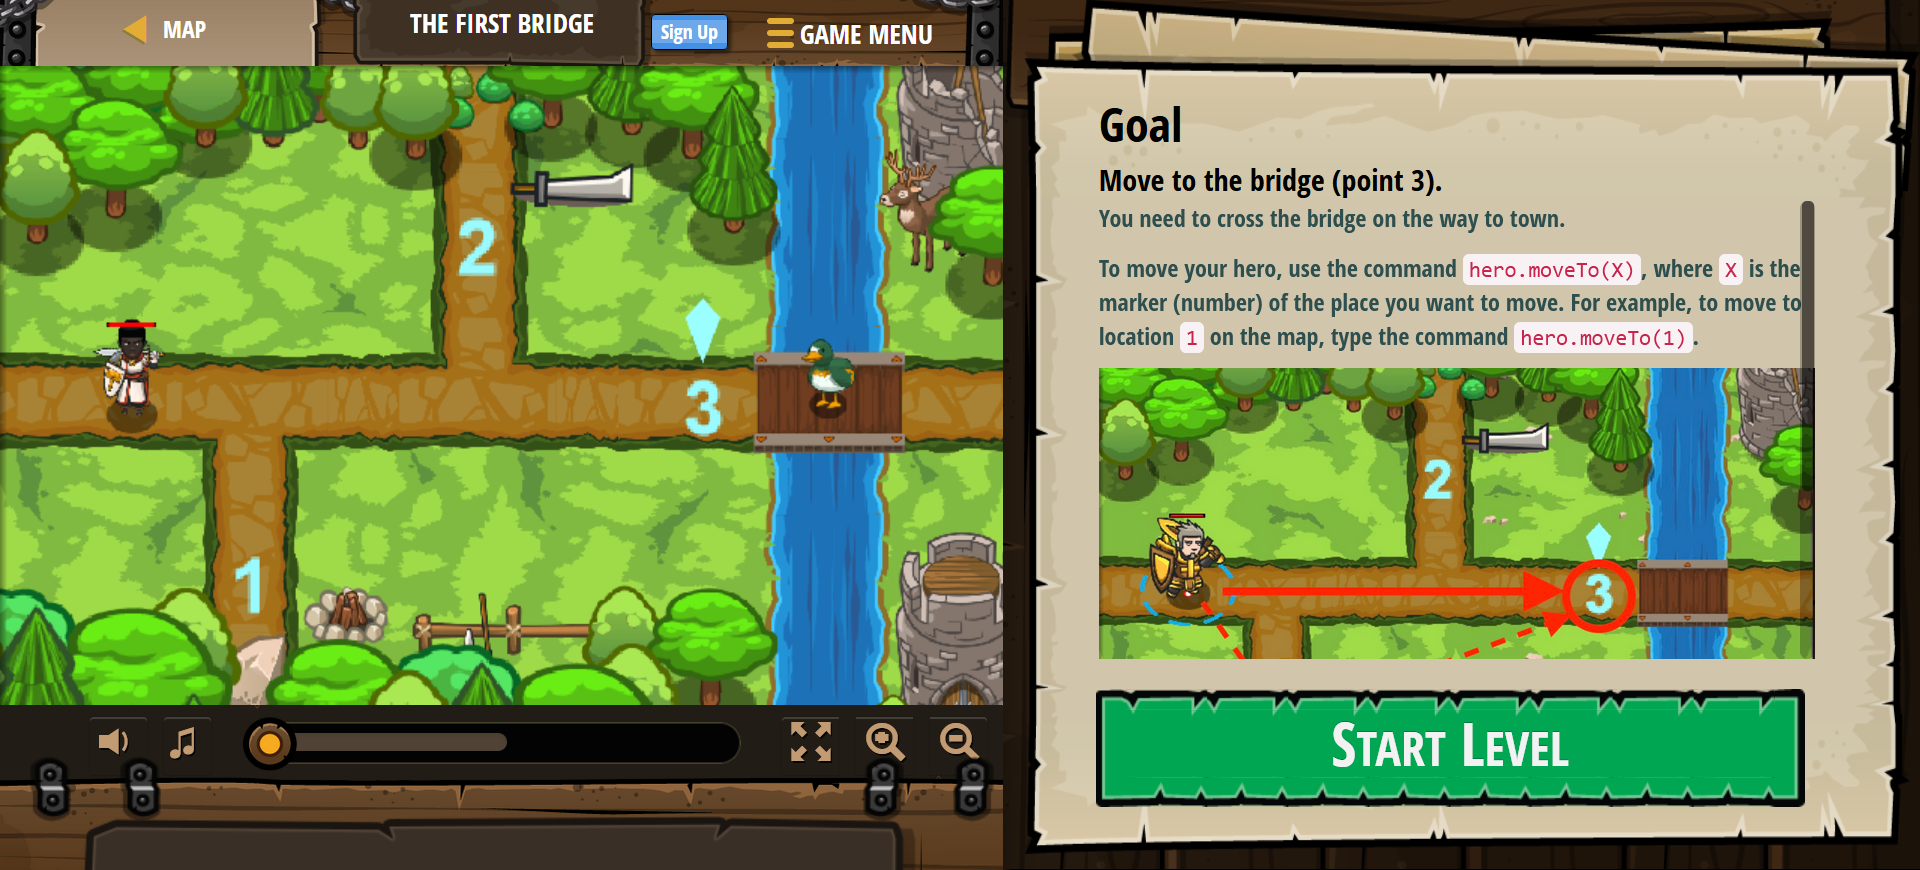 MAP
THE FIRST BRIDGE
Sign Up
GAME MENU
2
3
1
Goal
Move to the bridge (point 3).
You need to cross the bridge on the way to town.
To move your hero, use the command hero.moveTo(X), where X is the
marker (number) of the place you want to move. For example, to move to
location 1 on the map, type the command hero.moveTo(1).
2
3
START LEVEL